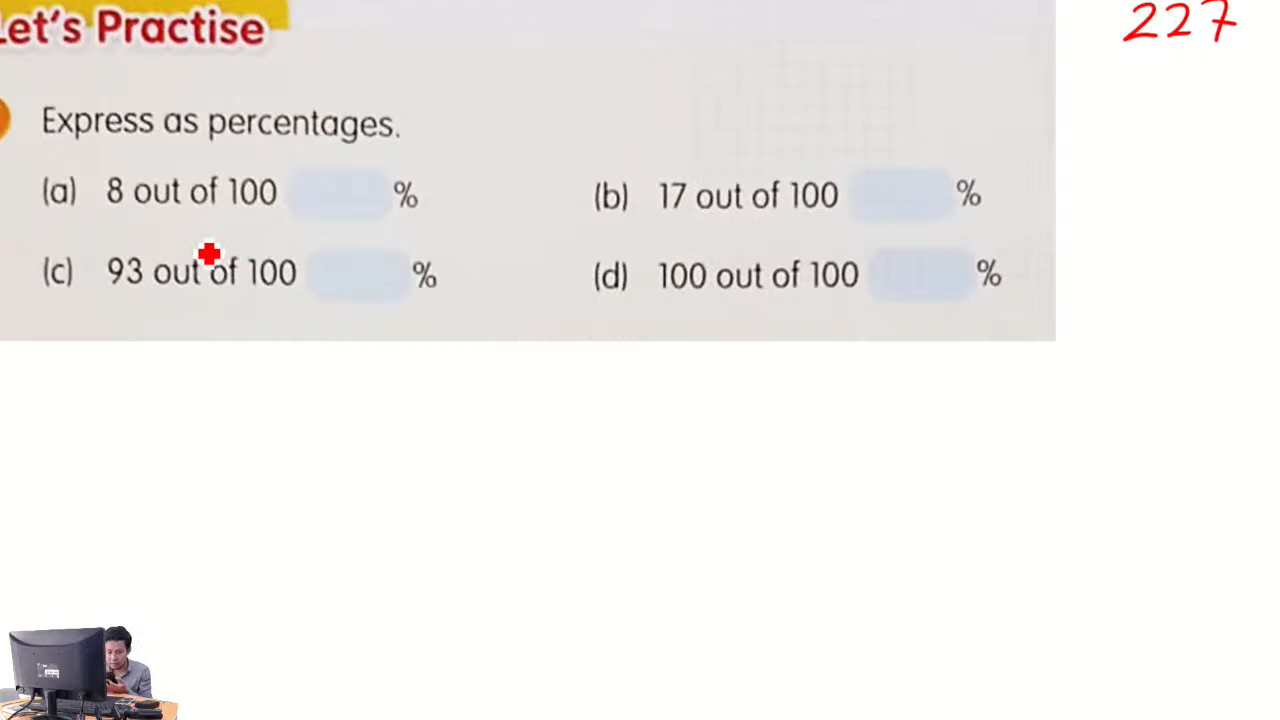 Let's Practise
227
Express as percentages.
(a) 8 out of 100 %
(b) 17 out of 100 %
(c) 93 out of 100 %
(d) 100 out of 100 %